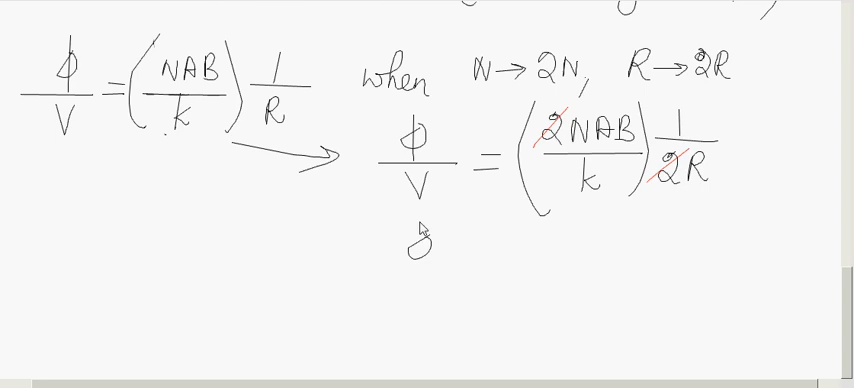 ϕ/V = (NAB/k) 1/R when N → 2N, R → 2R
ϕ/V = (2NAB/k) 1/2R